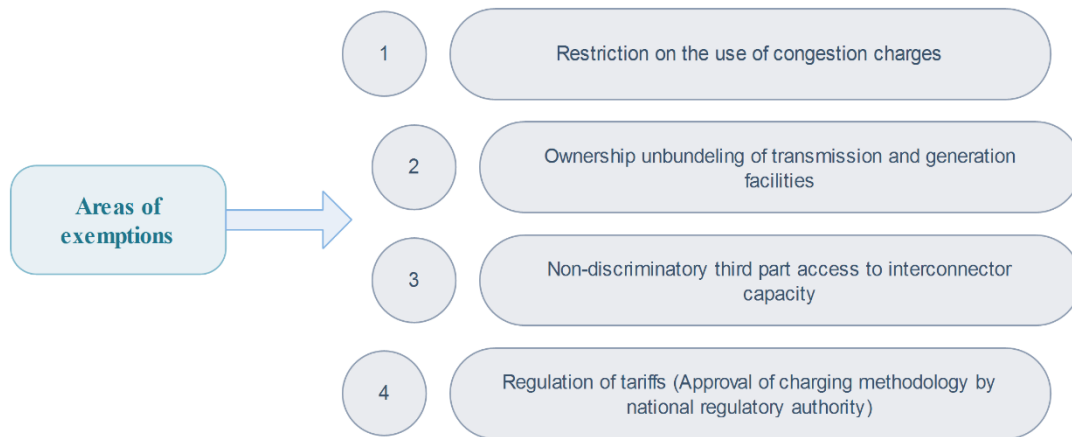 1
Restriction on the use of congestion charges
2
Ownership unbundeling of transmission and generation
facilities
Areas of
exemptions
3
Non-discriminatory third part access to interconnector
capacity
4
Regulation of tariffs (Approval of charging methodology by
national regulatory authority)